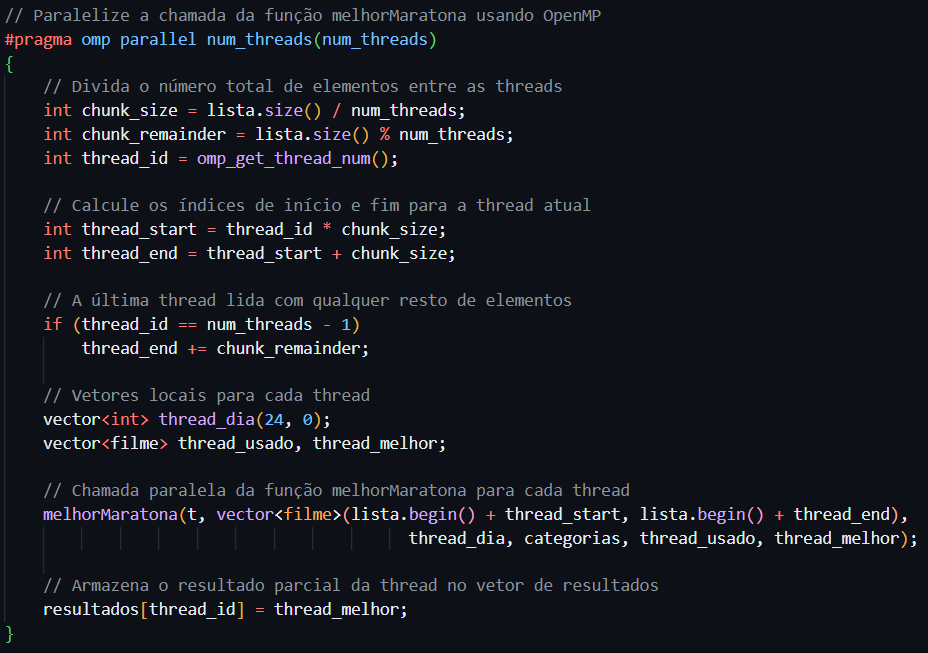 // Paralelize a chamada da função melhorMaratona usando OpenMP
#pragma omp parallel num_threads(num_threads)
{
    // Divida o número total de elementos entre as threads
    int chunk_size = lista.size() / num_threads;
    int chunk_remainder = lista.size() % num_threads;
    int thread_id = omp_get_thread_num();

    // Calcule os índices de início e fim para a thread atual
    int thread_start = thread_id * chunk_size;
    int thread_end = thread_start + chunk_size;

    // A última thread lida com qualquer resto de elementos
    if (thread_id == num_threads - 1)
        thread_end += chunk_remainder;

    // Vetores locais para cada thread
    vector<int> thread_dia(24, 0);
    vector<filme> thread_usado, thread_melhor;

    // Chamada paralela da função melhorMaratona para cada thread
    melhorMaratona(t, vector<filme>(lista.begin() + thread_start, lista.begin() + thread_end),
                                          thread_dia, categorias, thread_usado, thread_melhor);

    // Armazena o resultado parcial da thread no vetor de resultados
    resultados[thread_id] = thread_melhor;
}